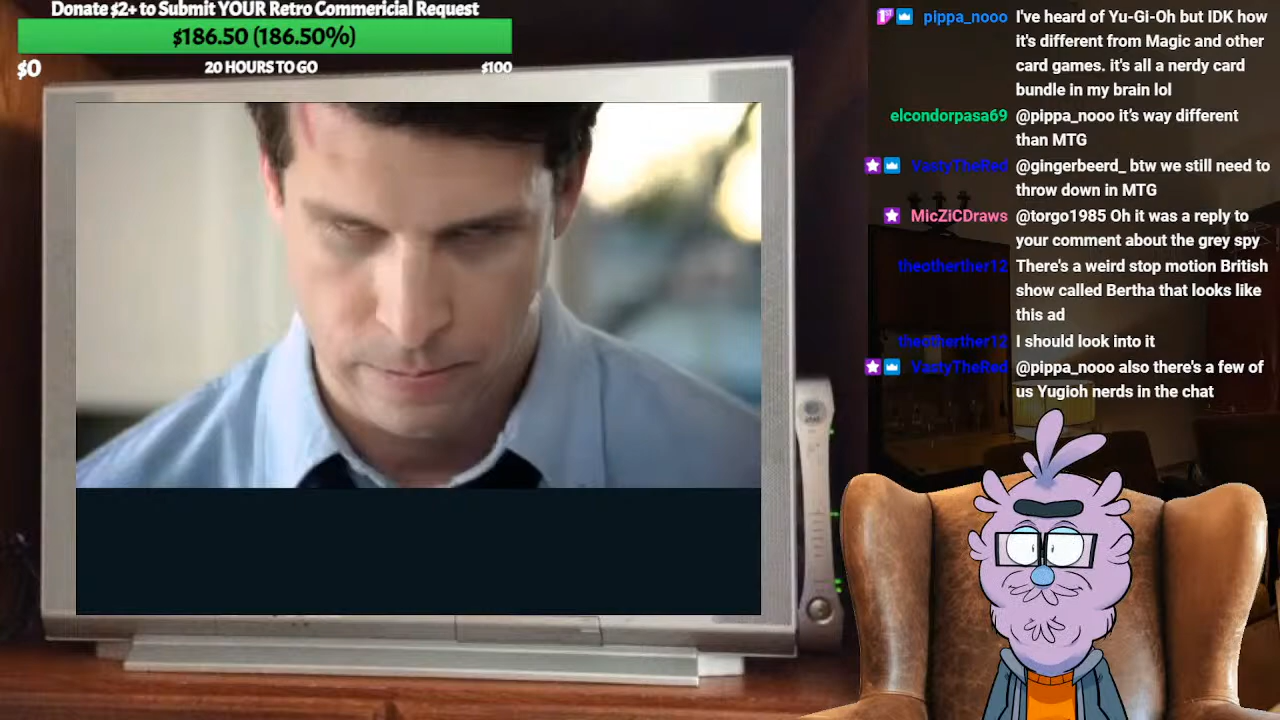 Donate $2+ to Submit YOUR Retro Commericial Request
$186.50 (186.50%)
$0
20 HOURS TO GO
$100
pippa_nooo I've heard of Yu-Gi-Oh but IDK how
it's different from Magic and other
card games. it's all a nerdy card
bundle in my brain lol
elcondorpasa69 @pippa_nooo it's way different
than MTG
VastyTheRed @gingerbeerd_ btw we still need to
throw down in MTG
MicZiCDraws @torgo1985 Oh it was a reply to
your comment about the grey spy
theotherther12 There's a weird stop motion British
show called Bertha that looks like
this ad
theotherther12 I should look into it
VastyTheRed @pippa_nooo also there's a few of
us Yugioh nerds in the chat